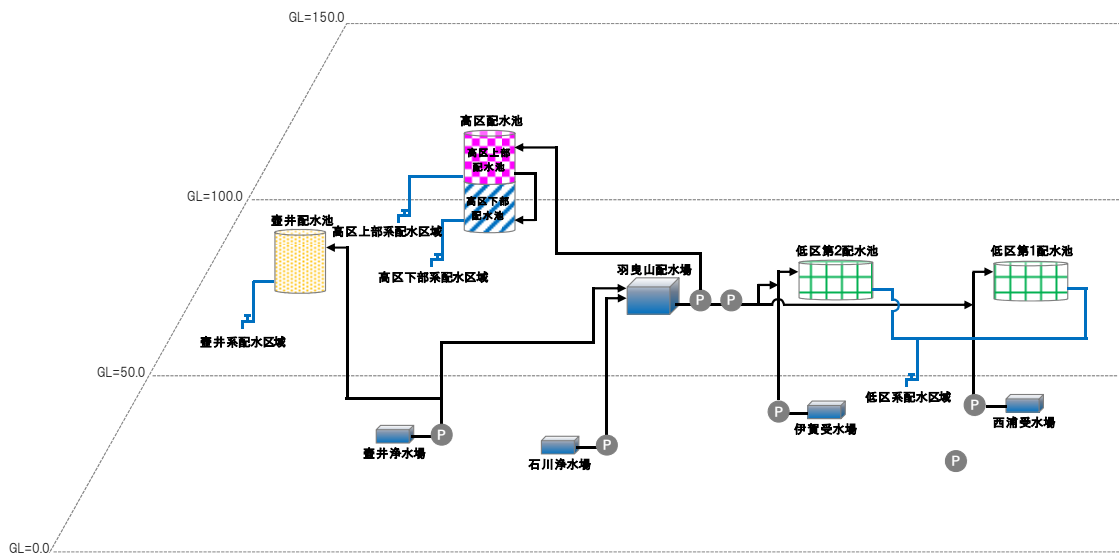 GL=150.0
高区配水池
高区上部
配水池
GL=100.0
高区下部
配水池
壺井配水池
高区上部系配水区域
高区下部系配水区域
羽曳山配水場
低区第2配水池
低区第1配水池
P
P
壺井系配水区域
GL=50.0
低区系配水区域
P
P
西浦受水場
伊賀受水場
P
P
壺井浄水場
石川浄水場
P
GL=0.0